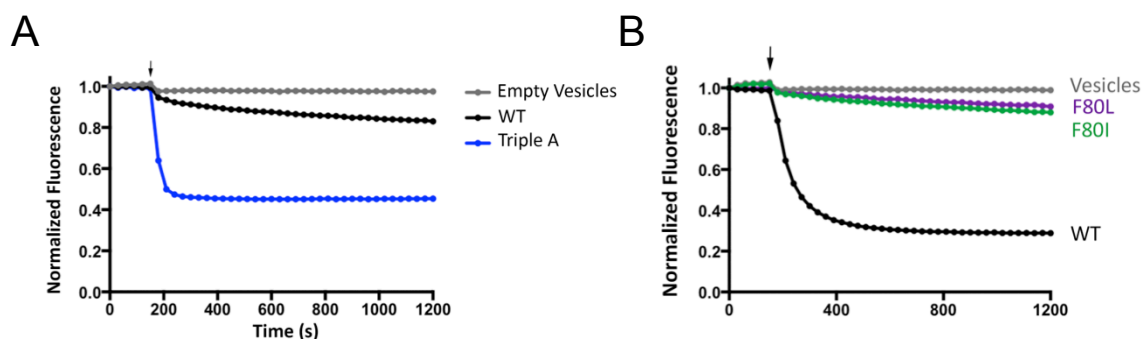 A
Normalized Fluorescence
1.0
0.8
0.6
0.4
0.2
0.0
0 200 400 600 800 1000 1200
Time (s)
Empty Vesicles
WT
Triple A
B
Normalized Fluorescence
1.0
0.8
0.6
0.4
0.2
0.0
0 400 800 1200
Vesicles
F80L
F80I
WT